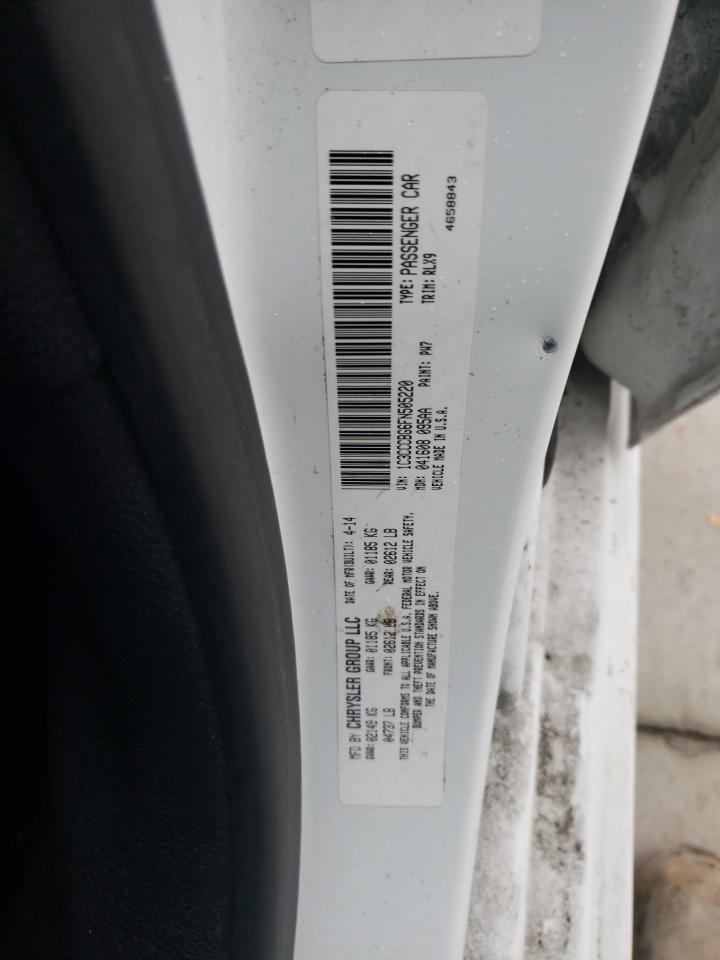 MFD BY CHRYSLER GROUP LLC DATE OF MFR(BUILT): 4-14
GVWR: 02149 KG GAWR: 01185 KG GAWR: 01185 KG
04737 LB FRONT: 02612 LB REAR: 02612 LB
THIS VEHICLE CONFORMS TO ALL APPLICABLE U.S.A. FEDERAL MOTOR VEHICLE SAFETY,
BUMPER AND THEFT PREVENTION STANDARDS IN EFFECT ON
THE DATE OF MANUFACTURE SHOWN ABOVE.
VIN: 1C3CCCBG6FN505220 TYPE: PASSENGER CAR
MDH: 041608 095AA PAINT: PW7 TRIM: RLX9
VEHICLE MADE IN U.S.A. 4658843